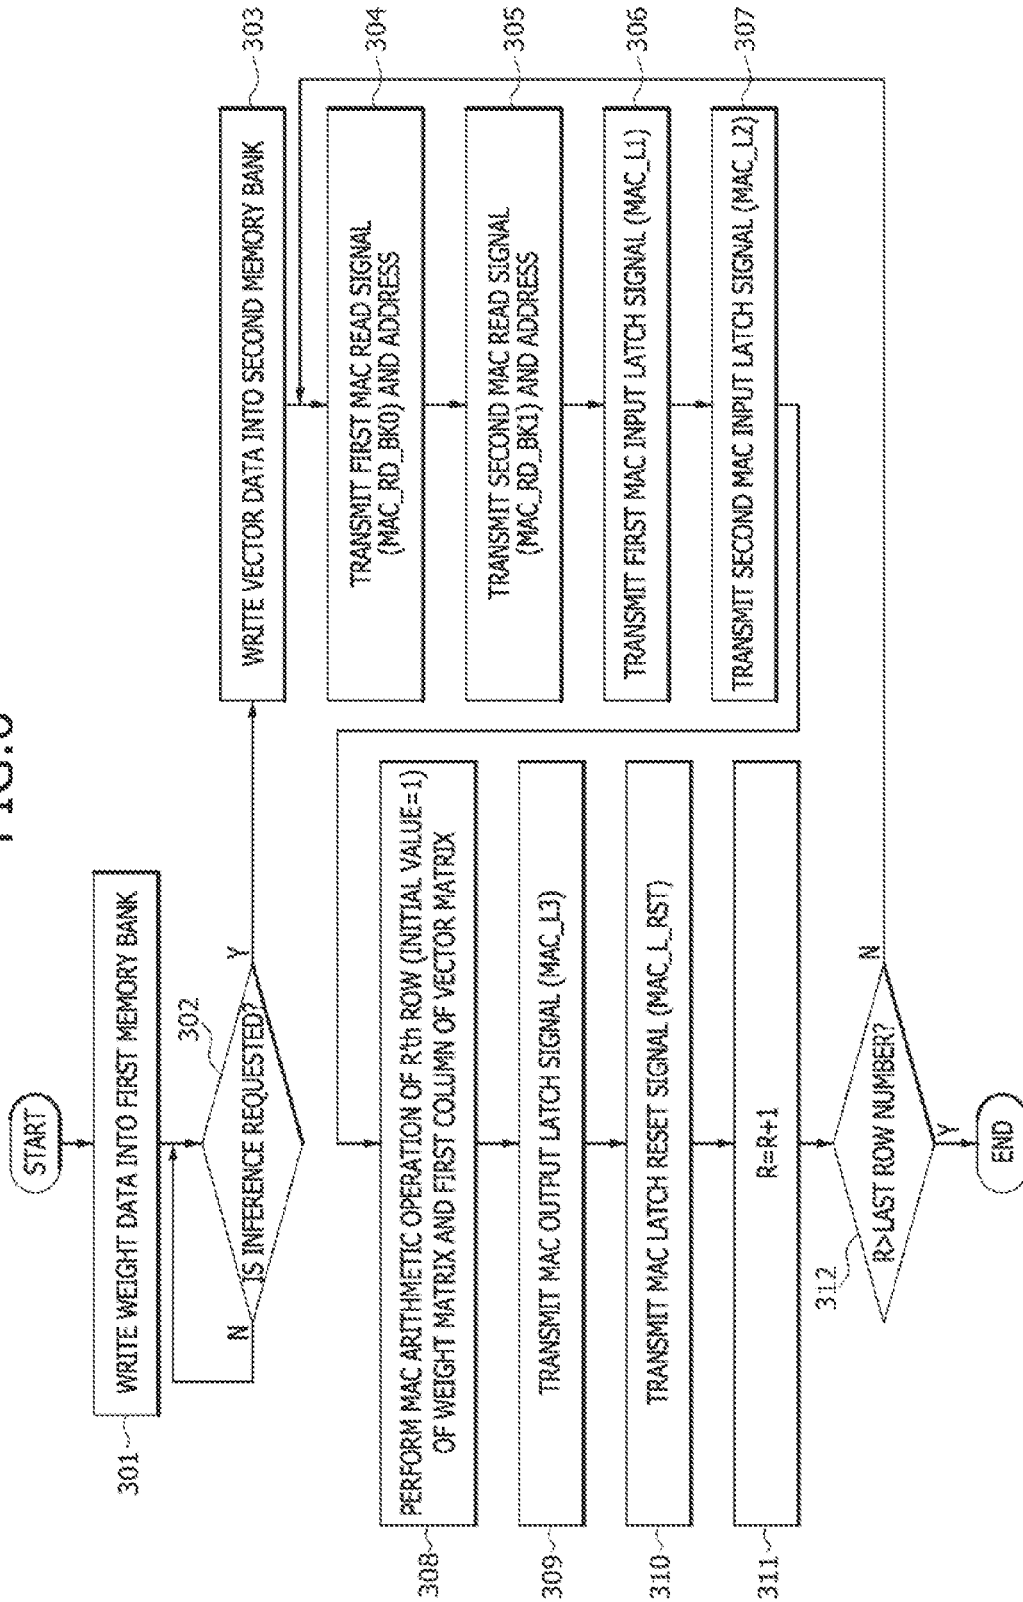 START
WRITE WEIGHT DATA INTO FIRST MEMORY BANK
301
IS INFERENCE REQUESTED?
302
N
Y
WRITE VECTOR DATA INTO SECOND MEMORY BANK
303
TRANSMIT FIRST MAC READ SIGNAL
(MAC_RD_BK0) AND ADDRESS
304
TRANSMIT SECOND MAC READ SIGNAL
(MAC_RD_BK1) AND ADDRESS
305
TRANSMIT FIRST MAC INPUT LATCH SIGNAL (MAC_L1)
306
TRANSMIT SECOND MAC INPUT LATCH SIGNAL (MAC_L2)
307
PERFORM MAC ARITHMETIC OPERATION OF R'th ROW (INITIAL VALUE=1)
OF WEIGHT MATRIX AND FIRST COLUMN OF VECTOR MATRIX
308
TRANSMIT MAC OUTPUT LATCH SIGNAL (MAC_L3)
309
TRANSMIT MAC LATCH RESET SIGNAL (MAC_L_RST)
310
R=R+1
311
R>LAST ROW NUMBER?
312
N
Y
END